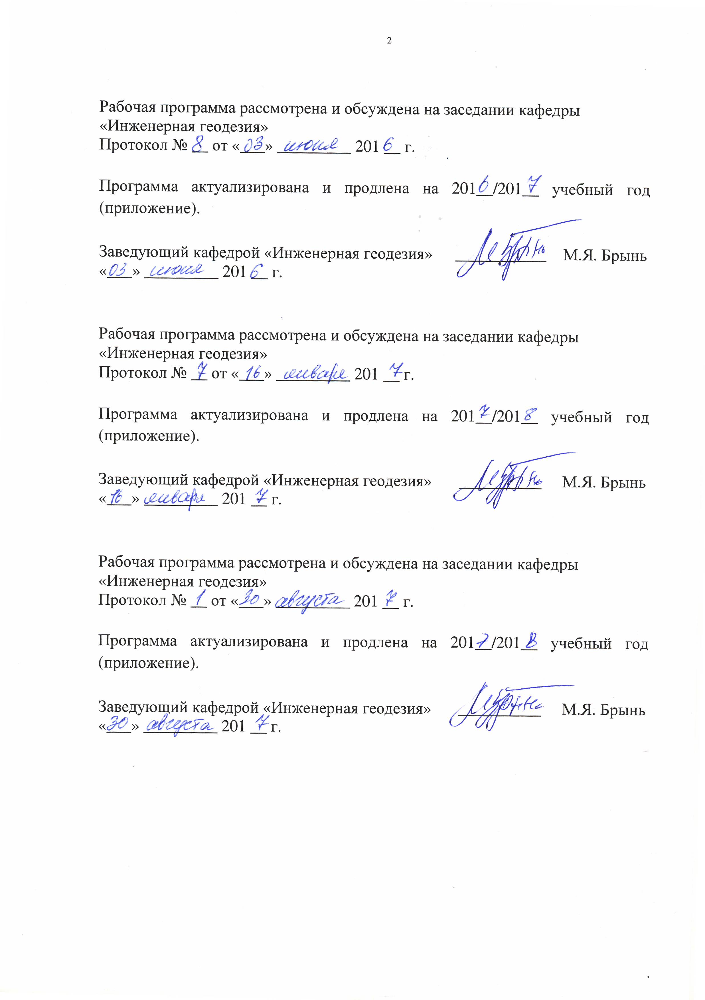 2
Рабочая программа рассмотрена и обсуждена на заседании кафедры
«Инженерная геодезия»
Протокол № 8 от «03» июня 2016 г.
Программа актуализирована и продлена на 2016/2017 учебный год
(приложение).
Заведующий кафедрой «Инженерная геодезия» М.Я. Брынь
«03» июня 2016 г.
Рабочая программа рассмотрена и обсуждена на заседании кафедры
«Инженерная геодезия»
Протокол № 7 от «16» января 2017 г.
Программа актуализирована и продлена на 2017/2018 учебный год
(приложение).
Заведующий кафедрой «Инженерная геодезия» М.Я. Брынь
«16» января 2017 г.
Рабочая программа рассмотрена и обсуждена на заседании кафедры
«Инженерная геодезия»
Протокол № 1 от «30» августа 2017 г.
Программа актуализирована и продлена на 2017/2018 учебный год
(приложение).
Заведующий кафедрой «Инженерная геодезия» М.Я. Брынь
«30» августа 2017 г.